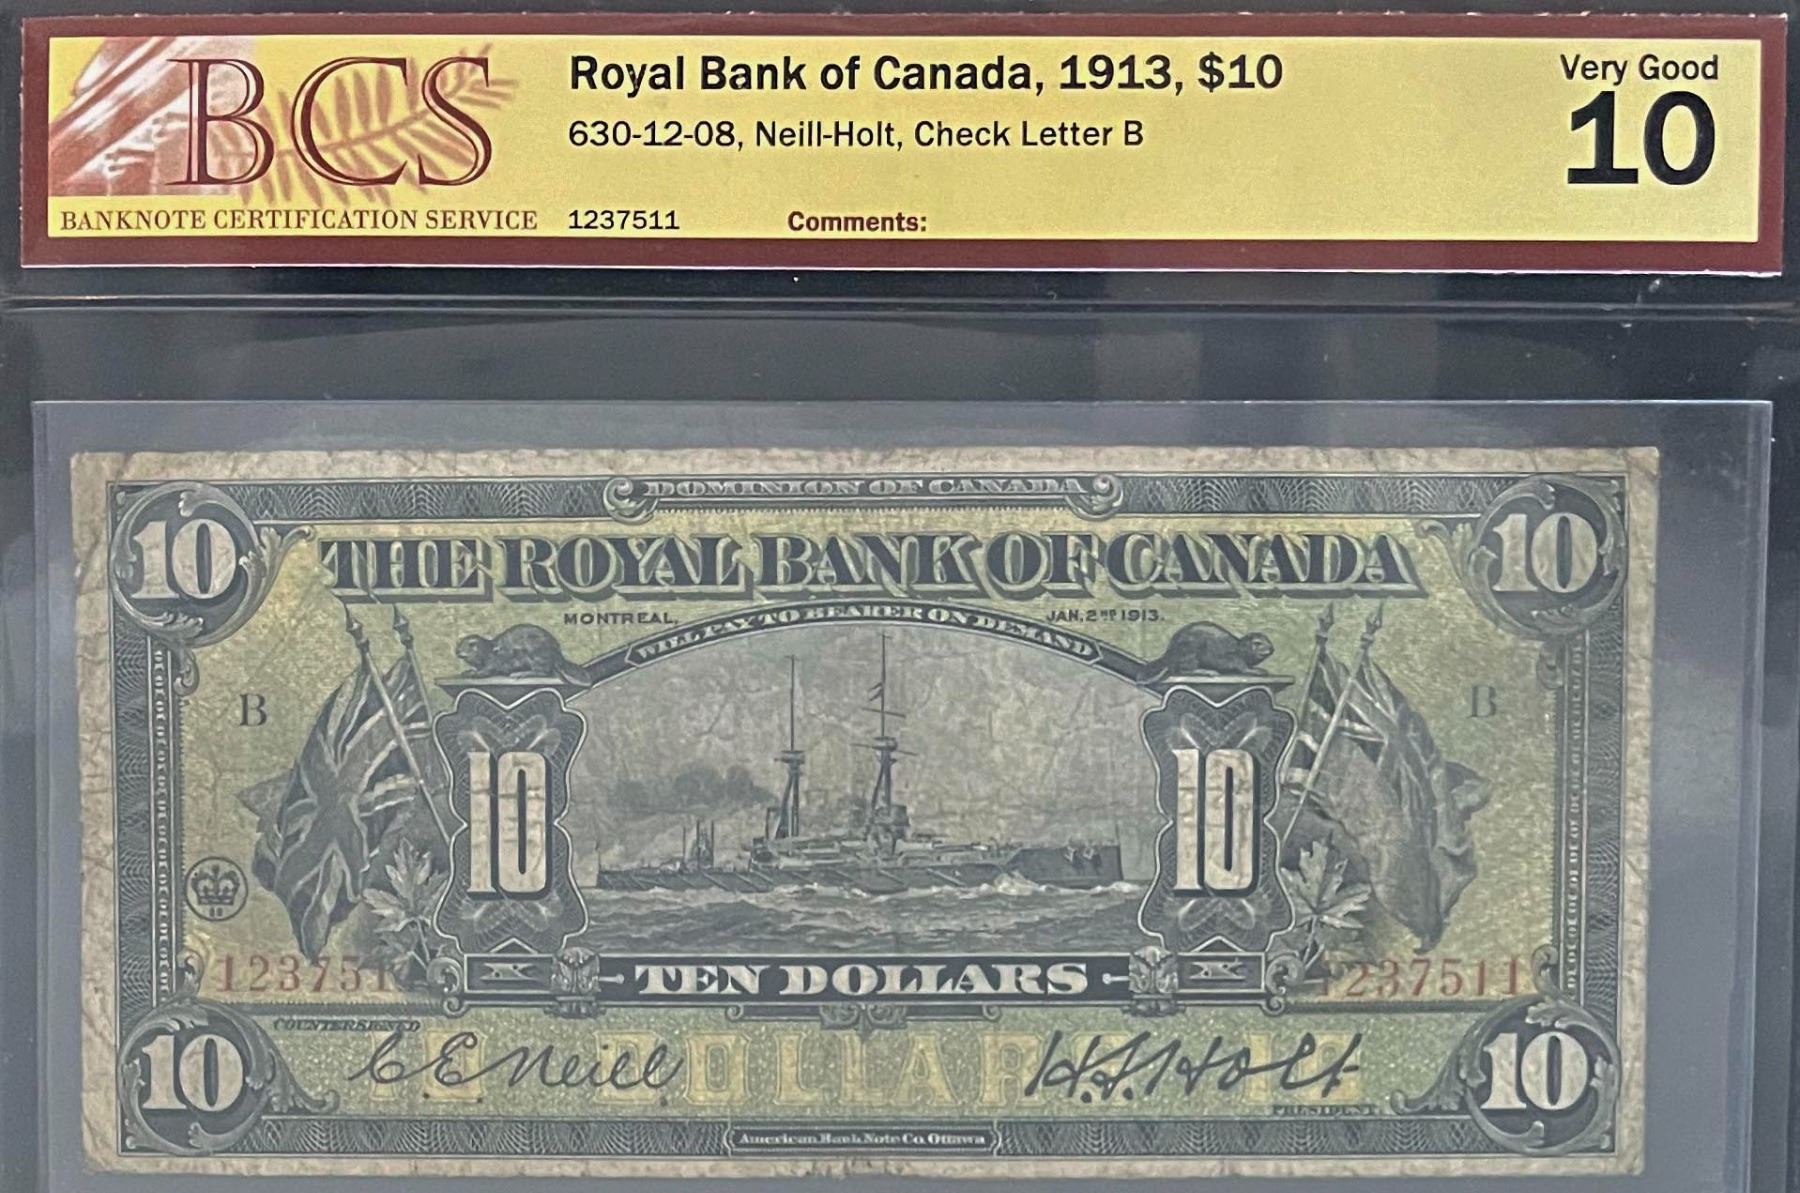 BCS
BANKNOTE CERTIFICATION SERVICE
Royal Bank of Canada, 1913, $10
630-12-08, Neill-Holt, Check Letter B
1237511 Comments:
Very Good
10
DOMINION OF CANADA
10 THE ROYAL BANK OF CANADA 10
MONTREAL, JAN. 2ND 1913.
WILL PAY TO BEARER ON DEMAND
B B
10 10
123751 1237511
X TEN DOLLARS X
COUNTERSIGNED
10 C. E. Neill H. S. Holt 10
DOLLARS
PRESIDENT
American Bank Note Co. Ottawa